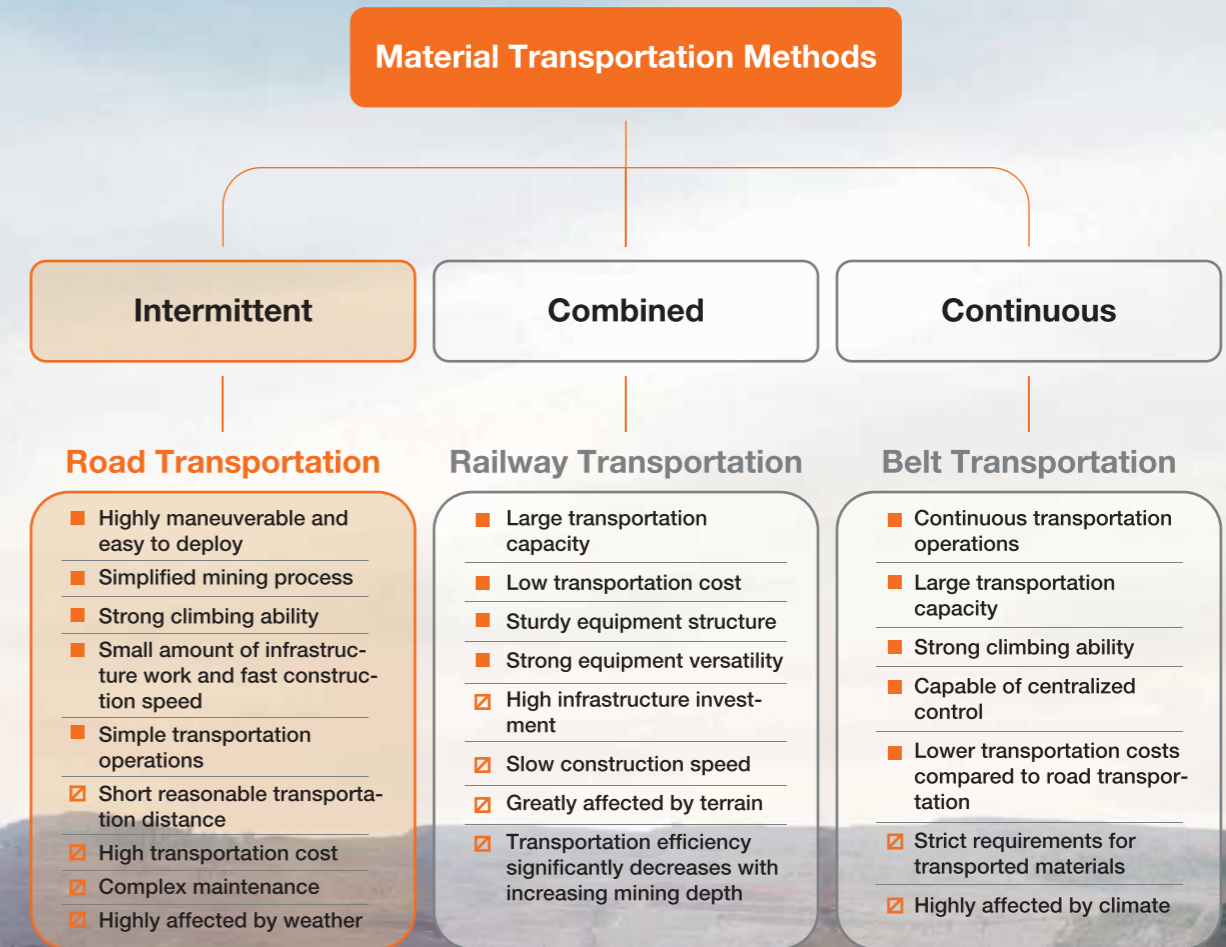 Material Transportation Methods
Intermittent
Combined
Continuous
Road Transportation
Highly maneuverable and
easy to deploy
Simplified mining process
Strong climbing ability
Small amount of infrastruc-
ture work and fast construc-
tion speed
Simple transportation
operations
Short reasonable transporta-
tion distance
High transportation cost
Complex maintenance
Highly affected by weather
Railway Transportation
Large transportation
capacity
Low transportation cost
Sturdy equipment structure
Strong equipment versatility
High infrastructure invest-
ment
Slow construction speed
Greatly affected by terrain
Transportation efficiency
significantly decreases with
increasing mining depth
Belt Transportation
Continuous transportation
operations
Large transportation
capacity
Strong climbing ability
Capable of centralized
control
Lower transportation costs
compared to road transpor-
tation
Strict requirements for
transported materials
Highly affected by climate